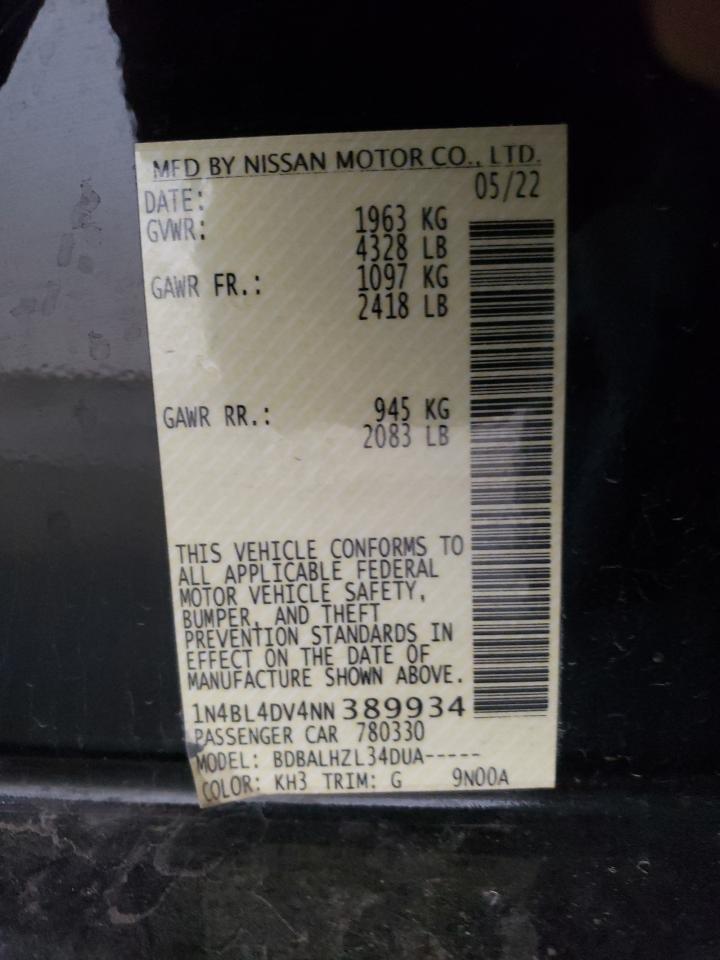 MFD BY NISSAN MOTOR CO., LTD.
DATE: 05/22
GVWR: 1963 KG
4328 LB
GAWR FR.: 1097 KG
2418 LB
GAWR RR.: 945 KG
2083 LB
THIS VEHICLE CONFORMS TO
ALL APPLICABLE FEDERAL
MOTOR VEHICLE SAFETY,
BUMPER, AND THEFT
PREVENTION STANDARDS IN
EFFECT ON THE DATE OF
MANUFACTURE SHOWN ABOVE.
1N4BL4DV4NN389934
PASSENGER CAR 780330
MODEL: BDBALHZL34DUA-----
COLOR: KH3 TRIM: G 9N00A